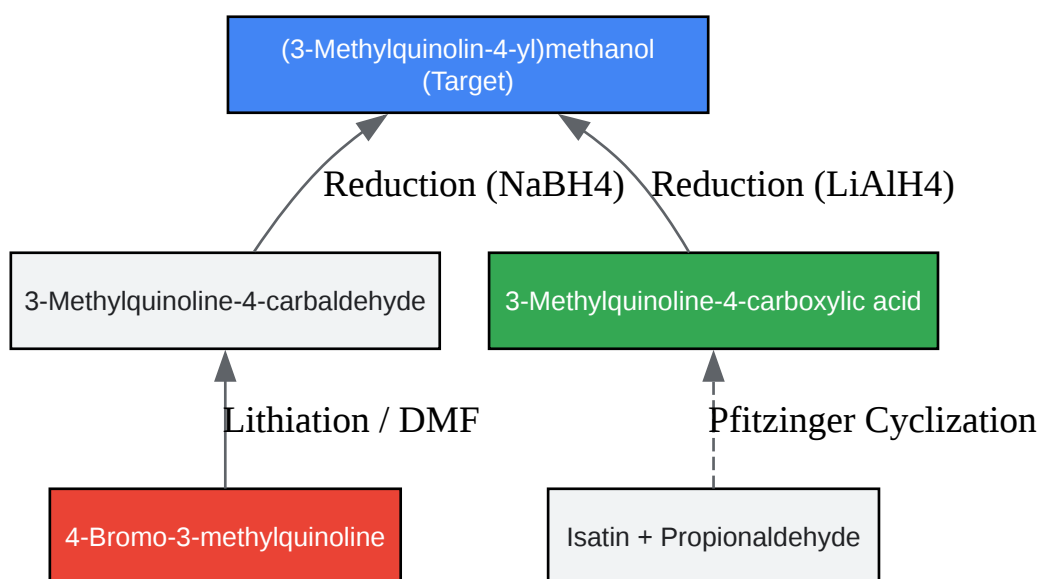 (3-Methylquinolin-4-yl)methanol
(Target)
Reduction (NaBH4)
Reduction (LiAlH4)
3-Methylquinoline-4-carbaldehyde
3-Methylquinoline-4-carboxylic acid
Lithiation / DMF
Pfitzinger Cyclization
4-Bromo-3-methylquinoline
Isatin + Propionaldehyde